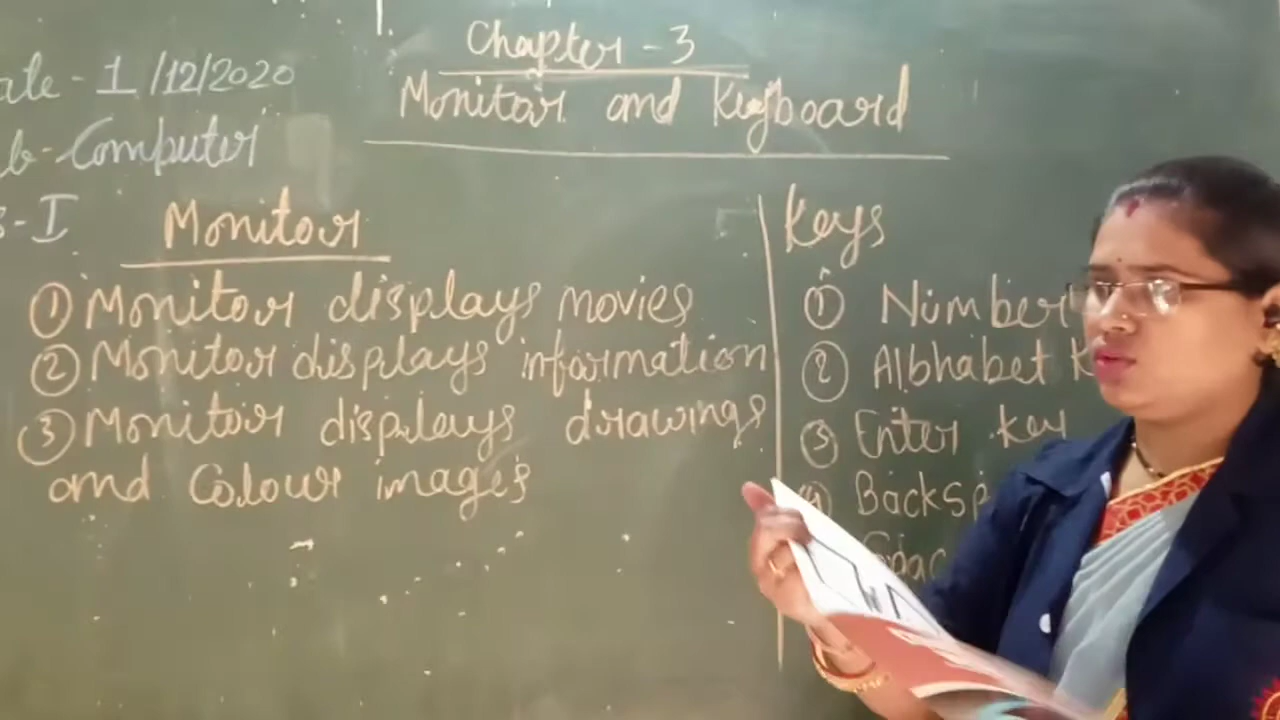 Chapter - 3
Monitor and Keyboard
ate - 1/12/2020
b - Computer
s - I
Monitor
① Monitor displays movies
② Monitor displays information
③ Monitor displays drawings
and Colour images
Keys
① Number
② Albhabet K
③ Enter key
④ Backsp
Spac